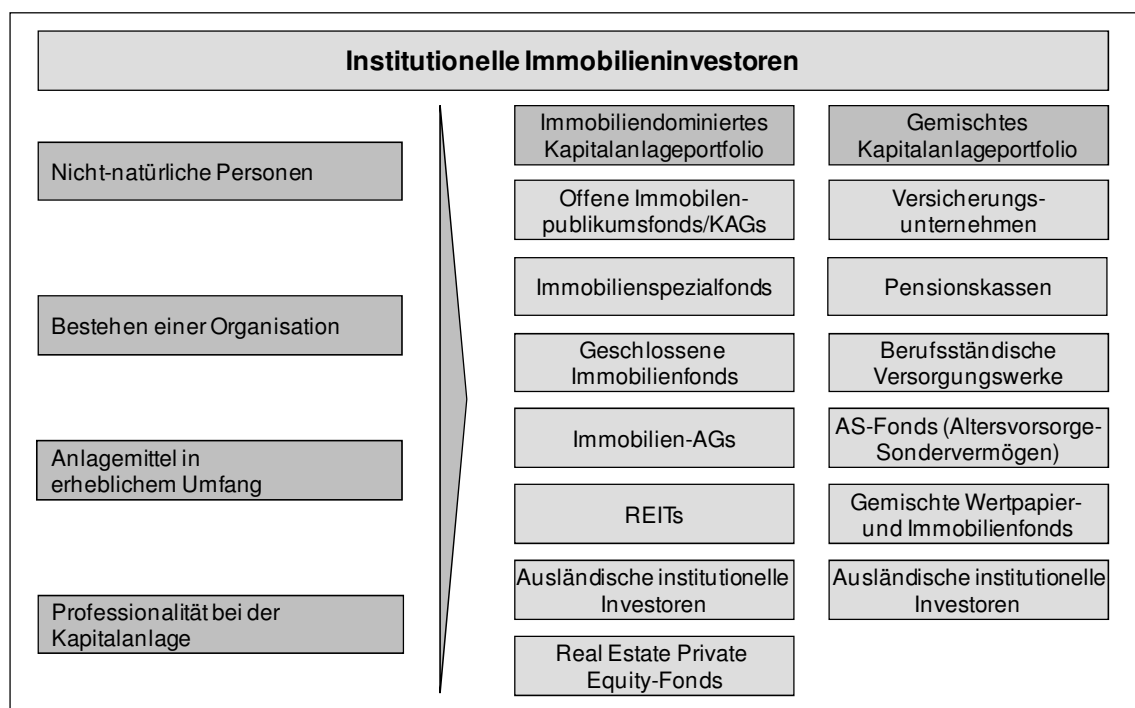 Institutionelle Immobilieninvestoren
Nicht-natürliche Personen
Bestehen einer Organisation
Anlagemittel in
erheblichem Umfang
Professionalität bei der
Kapitalanlage
Immobiliendominiertes
Kapitalanlageportfolio
Offene Immobilen-
publikumsfonds/KAGs
Immobilienspezialfonds
Geschlossene
Immobilienfonds
Immobilien-AGs
REITs
Ausländische institutionelle
Investoren
Real Estate Private
Equity-Fonds
Gemischtes
Kapitalanlageportfolio
Versicherungs-
unternehmen
Pensionskassen
Berufsständische
Versorgungswerke
AS-Fonds (Altersvorsorge-
Sondervermögen)
Gemischte Wertpapier-
und Immobilienfonds
Ausländische institutionelle
Investoren